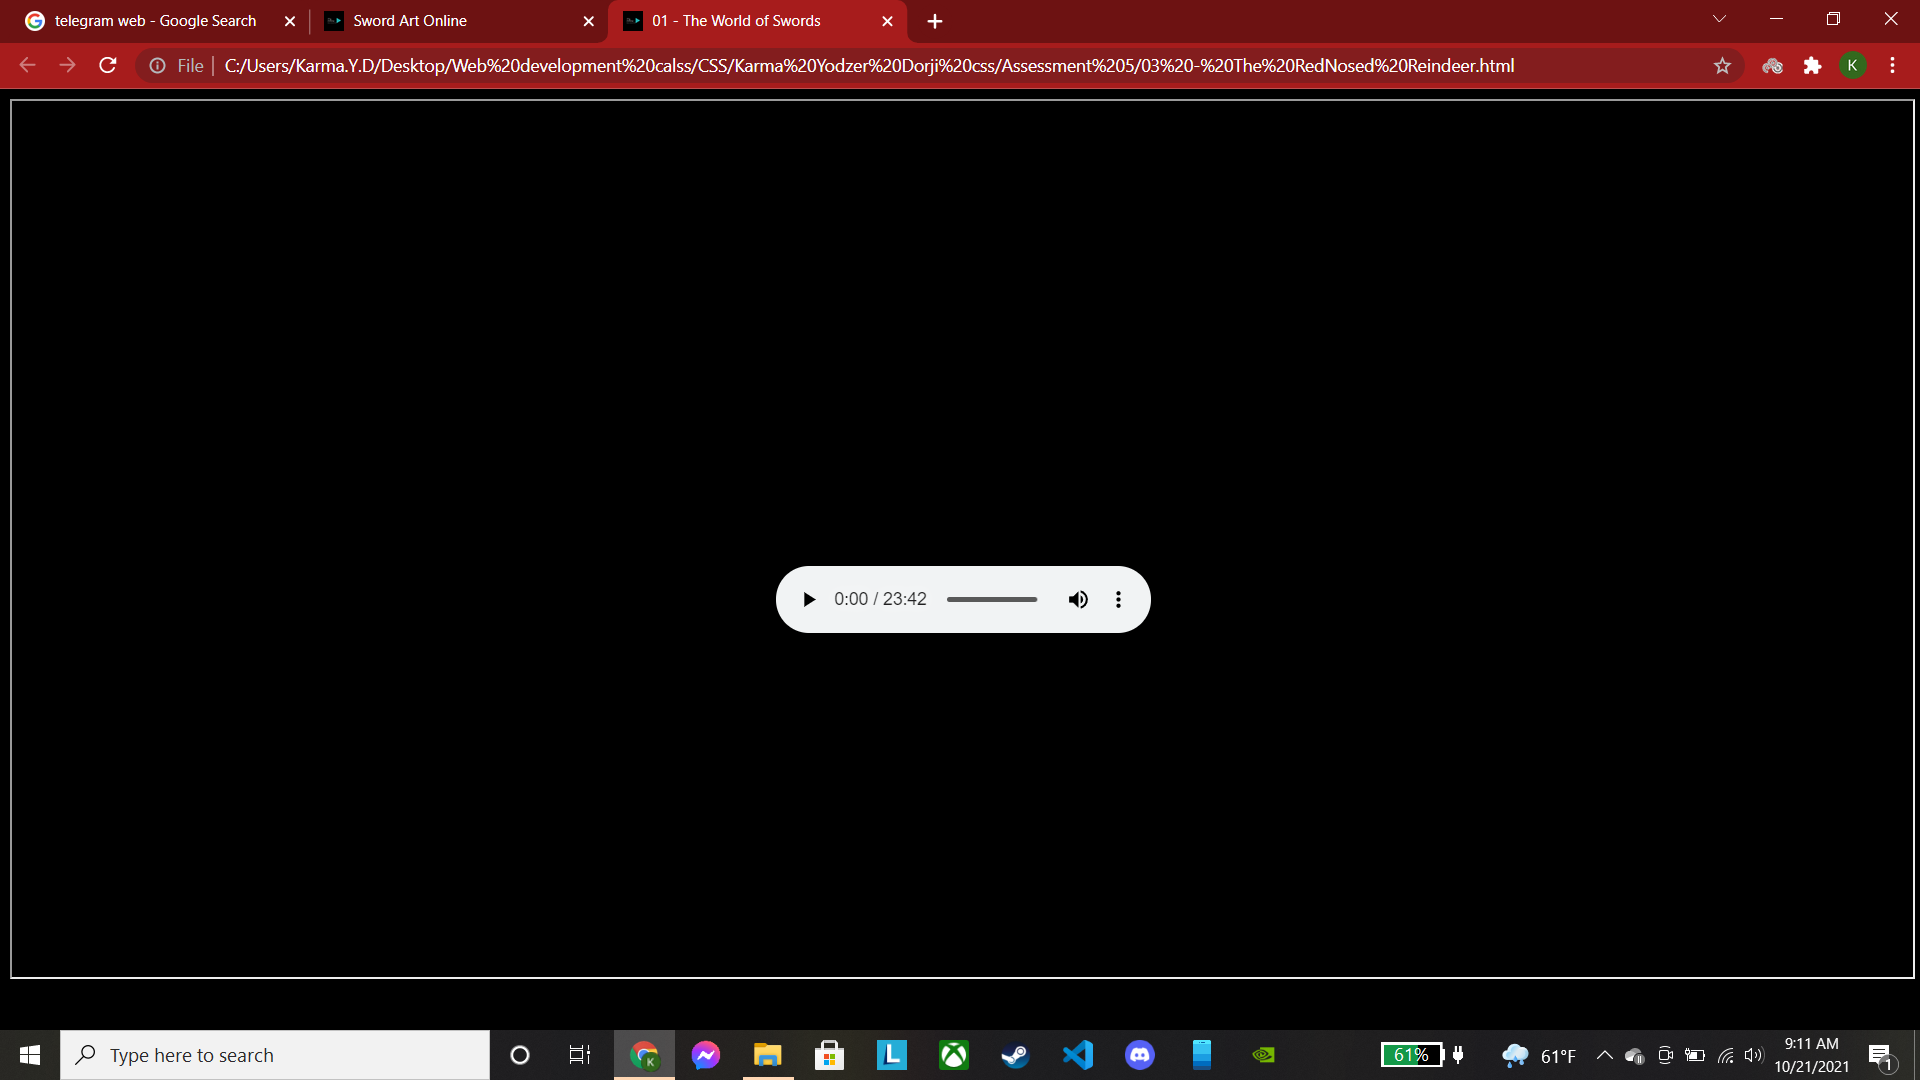 telegram web - Google Search
Sword Art Online
01 - The World of Swords
File
C:/Users/Karma.Y.D/Desktop/Web%20development%20calss/CSS/Karma%20Yodzer%20Dorji%20css/Assessment%205/03%20-%20The%20RedNosed%20Reindeer.html
K
0:00 / 23:42
Type here to search
K
L
61%
61°F
9:11 AM
10/21/2021
1